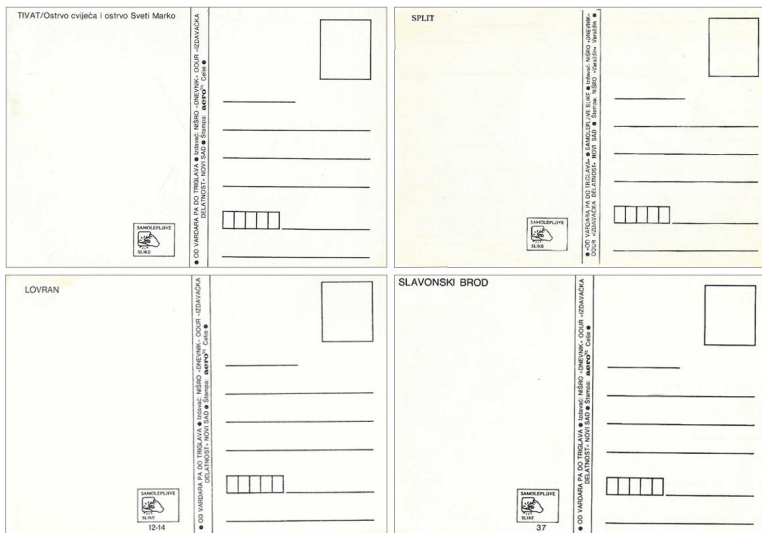 TIVAT/Ostrvo cvijeća i ostrvo Sveti Marko
● OD VARDARA PA DO TRIGLAVA ● Izdavač: NIŠRO »DNEVNIK« OOUR »IZDAVAČKA
DELATNOST« NOVI SAD ● Štampa: aero Celje ●
SAMOLEPLJIVE
SLIKE
SPLIT
● »OD VARDARA PA DO TRIGLAVA« ● SAMOLEPLJIVE SLIKE ● Izdavač: NIŠRO »DNEVNIK«
OOUR »IZDAVAČKA DELATNOST« NOVI SAD ● Štampa: NIŠRO »Varaždin« Varaždin ●
SAMOLEPLJIVE
SLIKE
LOVRAN
● OD VARDARA PA DO TRIGLAVA ● Izdavač: NIŠRO »DNEVNIK« OOUR »IZDAVAČKA
DELATNOST« NOVI SAD ● Štampa: aero Celje ●
SAMOLEPLJIVE
SLIKE
12-14
SLAVONSKI BROD
● OD VARDARA PA DO TRIGLAVA ● Izdavač: NIŠRO »DNEVNIK« OOUR »IZDAVAČKA
DELATNOST« NOVI SAD ● Štampa: aero Celje ●
SAMOLEPLJIVE
SLIKE
37